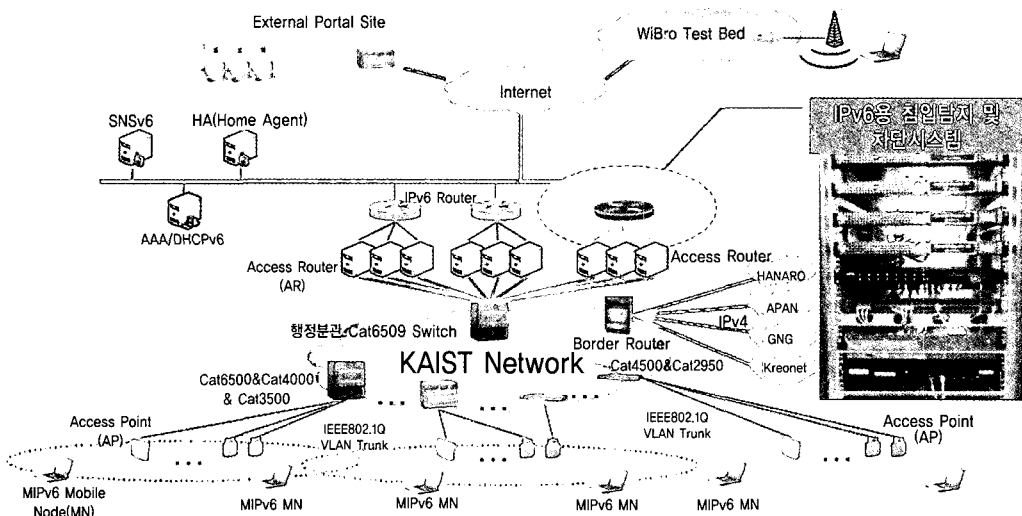 External Portal Site
WiBro Test Bed
Internet
SNSv6
HA(Home Agent)
IPv6용 침입탐지 및
차단시스템
IPv6 Router
AAA/DHCPv6
Access Router
(AR)
Access Router
HANARO
APAN
IPv4
GNG
Kreonet
행정분관 Cat6509 Switch
Border Router
KAIST Network
Cat4500&Cat2950
Cat6500&Cat4000
& Cat3500
Access Point
(AP)
IEEE802.1Q
VLAN Trunk
IEEE802.1Q
VLAN Trunk
Access Point
(AP)
MIPv6 Mobile
Node(MN)
MIPv6 MN
MIPv6 MN
MIPv6 MN
MIPv6 MN